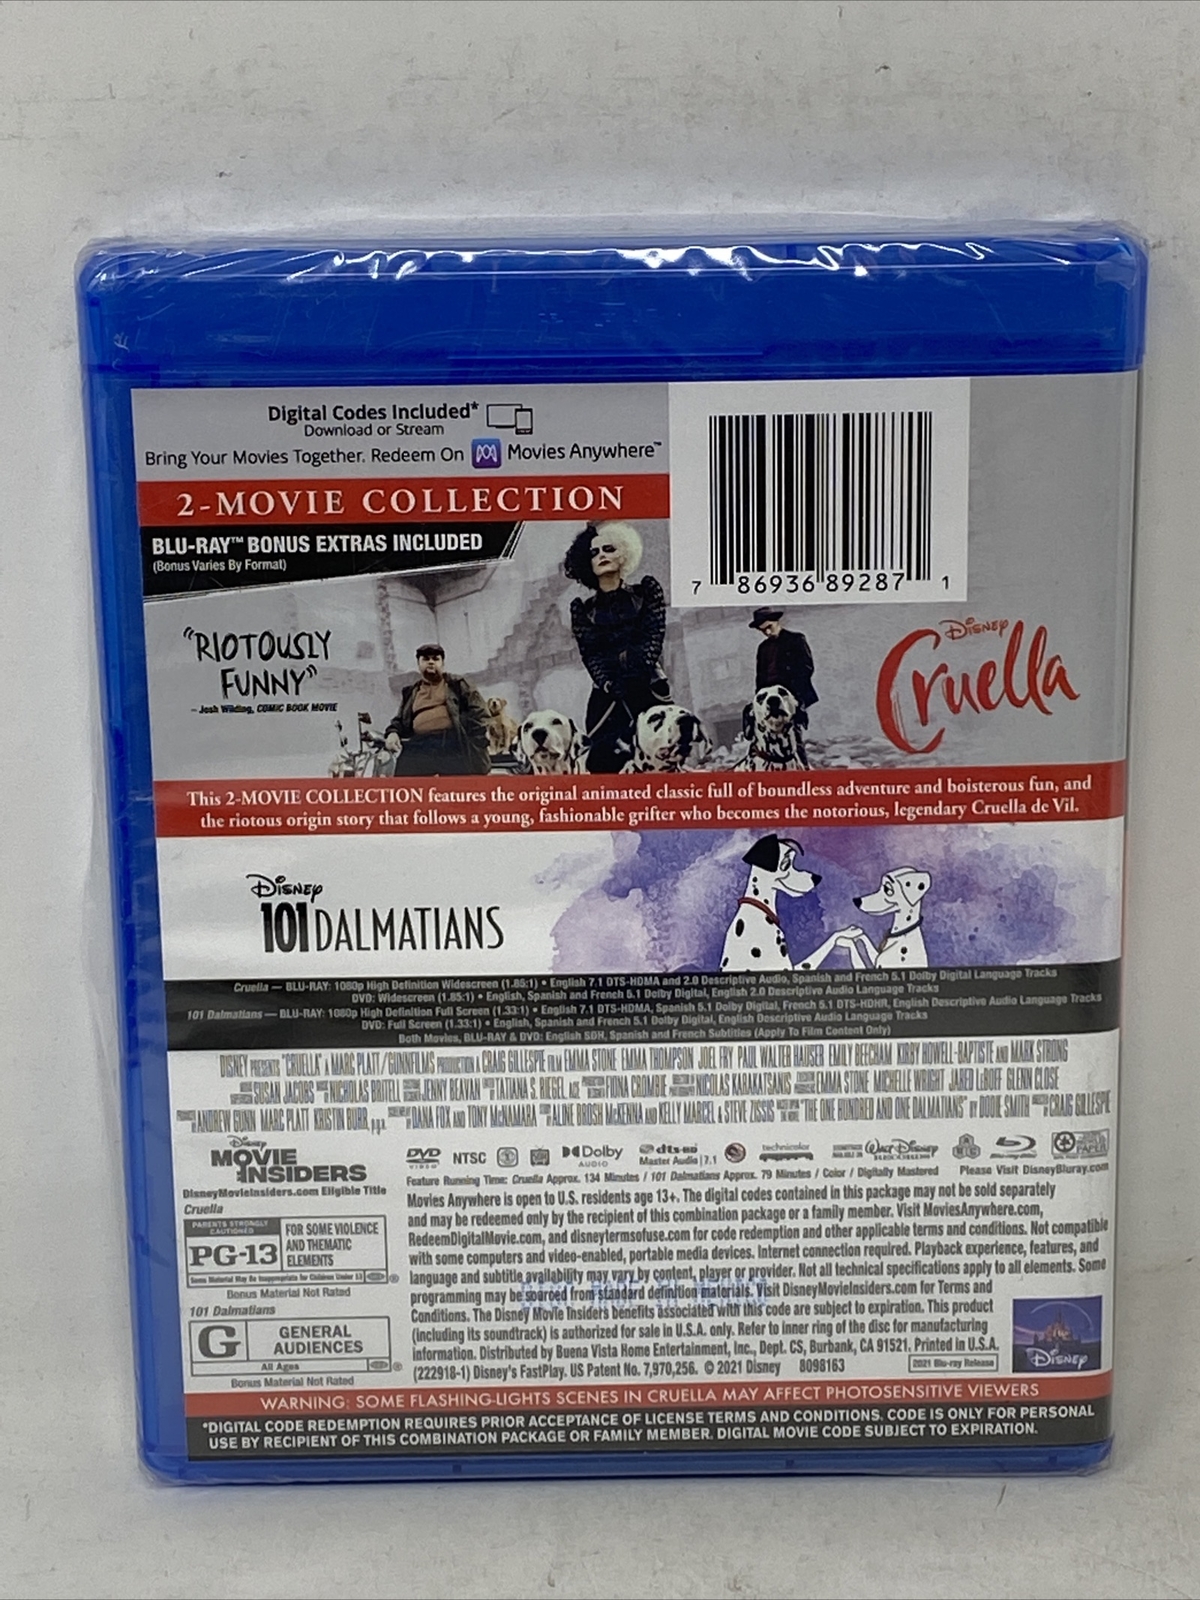 Digital Codes Included*
Download or Stream
Bring Your Movies Together. Redeem On Movies Anywhere™
2-MOVIE COLLECTION
BLU-RAY™ BONUS EXTRAS INCLUDED
(Bonus Varies By Format)
7 86936 89287 1
"RIOTOUSLY
FUNNY"
– Josh Wilding, COMIC BOOK MOVIE
Disney
Cruella
This 2-MOVIE COLLECTION features the original animated classic full of boundless adventure and boisterous fun, and
the riotous origin story that follows a young, fashionable grifter who becomes the notorious, legendary Cruella de Vil.
Disney
101 DALMATIANS
Cruella — BLU-RAY: 1080p High Definition Widescreen (1.85:1) • English 7.1 DTS-HDMA and 2.0 Descriptive Audio, Spanish and French 5.1 Dolby Digital Language Tracks
DVD: Widescreen (1.85:1) • English, Spanish and French 5.1 Dolby Digital, English 2.0 Descriptive Audio Language Tracks
101 Dalmatians — BLU-RAY: 1080p High Definition Full Screen (1.33:1) • English 7.1 DTS-HDMA, Spanish 5.1 Dolby Digital, French 5.1 DTS-HDHR, English Descriptive Audio Language Tracks
DVD: Full Screen (1.33:1) • English, Spanish and French 5.1 Dolby Digital, English Descriptive Audio Language Tracks
Both Movies, BLU-RAY & DVD: English SDH, Spanish and French Subtitles (Apply To Film Content Only)
DISNEY PRESENTS "CRUELLA" A MARC PLATT/GUNNFILMS PRODUCTION A CRAIG GILLESPIE FILM EMMA STONE EMMA THOMPSON JOEL FRY PAUL WALTER HAUSER EMILY BEECHAM KIRBY HOWELL-BAPTISTE AND MARK STRONG
SUSAN JACOBS NICHOLAS BRITELL JENNY BEAVAN TATIANA S. RIEGEL, ACE FIONA CROMBIE NICOLAS KARAKATSANIS EMMA STONE MICHELLE WRIGHT JARED LEBOFF GLENN CLOSE
ANDREW GUNN MARC PLATT KRISTIN BURR, p.g.a. DANA FOX AND TONY McNAMARA ALINE BROSH McKENNA AND KELLY MARCEL & STEVE ZISSIS "THE ONE HUNDRED AND ONE DALMATIANS" BY DODIE SMITH CRAIG GILLESPIE
Disney
MOVIE
INSIDERS
DisneyMovieInsiders.com Eligible Title
DVD VIDEO NTSC Dolby AUDIO dts-HD Master Audio | 7.1 technicolor SOUNDTRACK AVAILABLE ON WALT DISNEY RECORDS Blu-ray
Feature Running Time: Cruella Approx. 134 Minutes / 101 Dalmatians Approx. 79 Minutes / Color / Digitally Mastered Please Visit DisneyBluray.com
Cruella
PARENTS STRONGLY CAUTIONED
PG-13
FOR SOME VIOLENCE
AND THEMATIC
ELEMENTS
Some Material May Be Inappropriate for Children Under 13
Bonus Material Not Rated
101 Dalmatians
G
GENERAL
AUDIENCES
All Ages
Bonus Material Not Rated
Movies Anywhere is open to U.S. residents age 13+. The digital codes contained in this package may not be sold separately
and may be redeemed only by the recipient of this combination package or a family member. Visit MoviesAnywhere.com,
RedeemDigitalMovie.com, and disneytermsofuse.com for code redemption and other applicable terms and conditions. Not compatible
with some computers and video-enabled, portable media devices. Internet connection required. Playback experience, features, and
language and subtitle availability may vary by content, player or provider. Not all technical specifications apply to all elements. Some
programming may be sourced from standard definition materials. Visit DisneyMovieInsiders.com for Terms and
Conditions. The Disney Movie Insiders benefits associated with this code are subject to expiration. This product
(including its soundtrack) is authorized for sale in U.S.A. only. Refer to inner ring of the disc for manufacturing
information. Distributed by Buena Vista Home Entertainment, Inc., Dept. CS, Burbank, CA 91521. Printed in U.S.A.
(222918-1) Disney's FastPlay. US Patent No. 7,970,256. © 2021 Disney 8098163
2021 Blu-ray Release
Disney
WARNING: SOME FLASHING-LIGHTS SCENES IN CRUELLA MAY AFFECT PHOTOSENSITIVE VIEWERS
*DIGITAL CODE REDEMPTION REQUIRES PRIOR ACCEPTANCE OF LICENSE TERMS AND CONDITIONS. CODE IS ONLY FOR PERSONAL
USE BY RECIPIENT OF THIS COMBINATION PACKAGE OR FAMILY MEMBER. DIGITAL MOVIE CODE SUBJECT TO EXPIRATION.